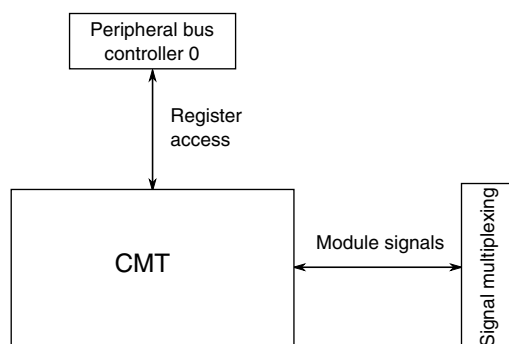 Peripheral bus
controller 0
Register
access
CMT
Module signals
Signal multiplexing